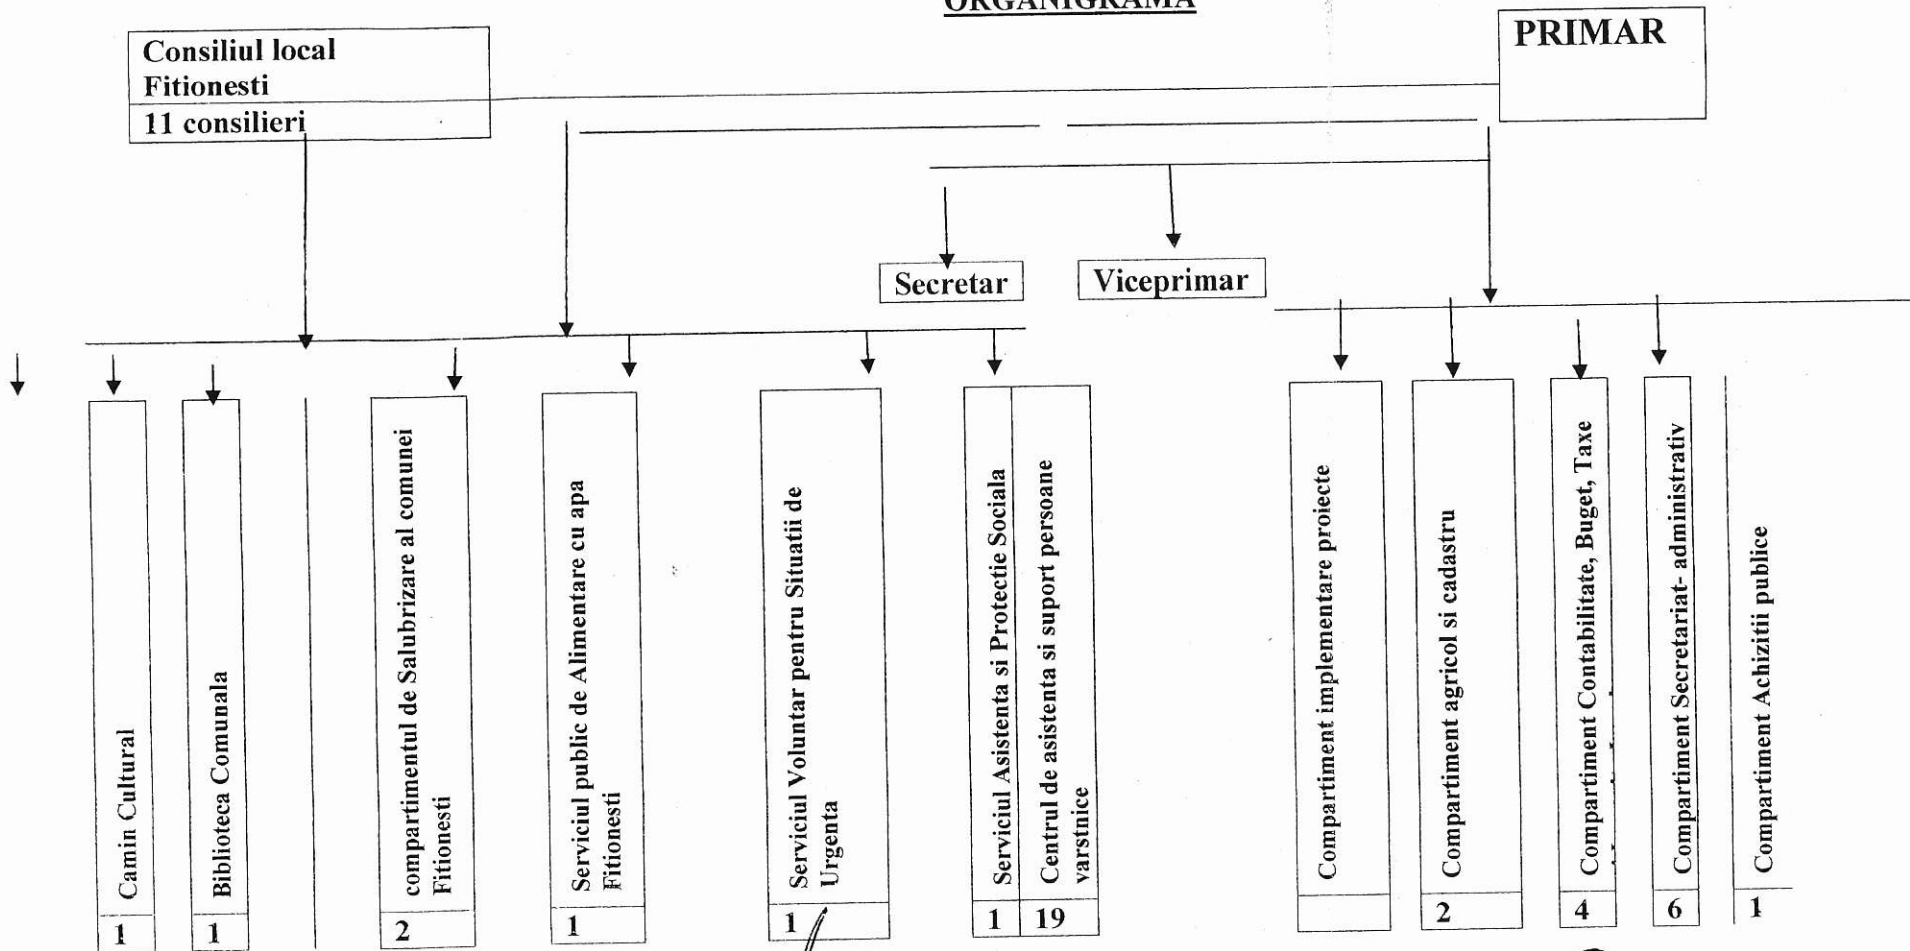 ORGANIGRAMA
Consiliul local
Fitionesti
11 consilieri
PRIMAR
Secretar
Viceprimar
Camin Cultural
1
Biblioteca Comunala
1
compartimentul de Salubrizare al comunei
Fitionesti
2
Serviciul public de Alimentare cu apa
Fitionesti
1
Serviciul Voluntar pentru Situatii de
Urgenta
1
Serviciul Asistenta si Protectie Sociala
1
Centrul de asistenta si suport persoane
varstnice
19
Compartiment implementare proiecte
Compartiment agricol si cadastru
2
Compartiment Contabilitate, Buget, Taxe
4
Compartiment Secretariat- administrativ
6
Compartiment Achizitii publice
1